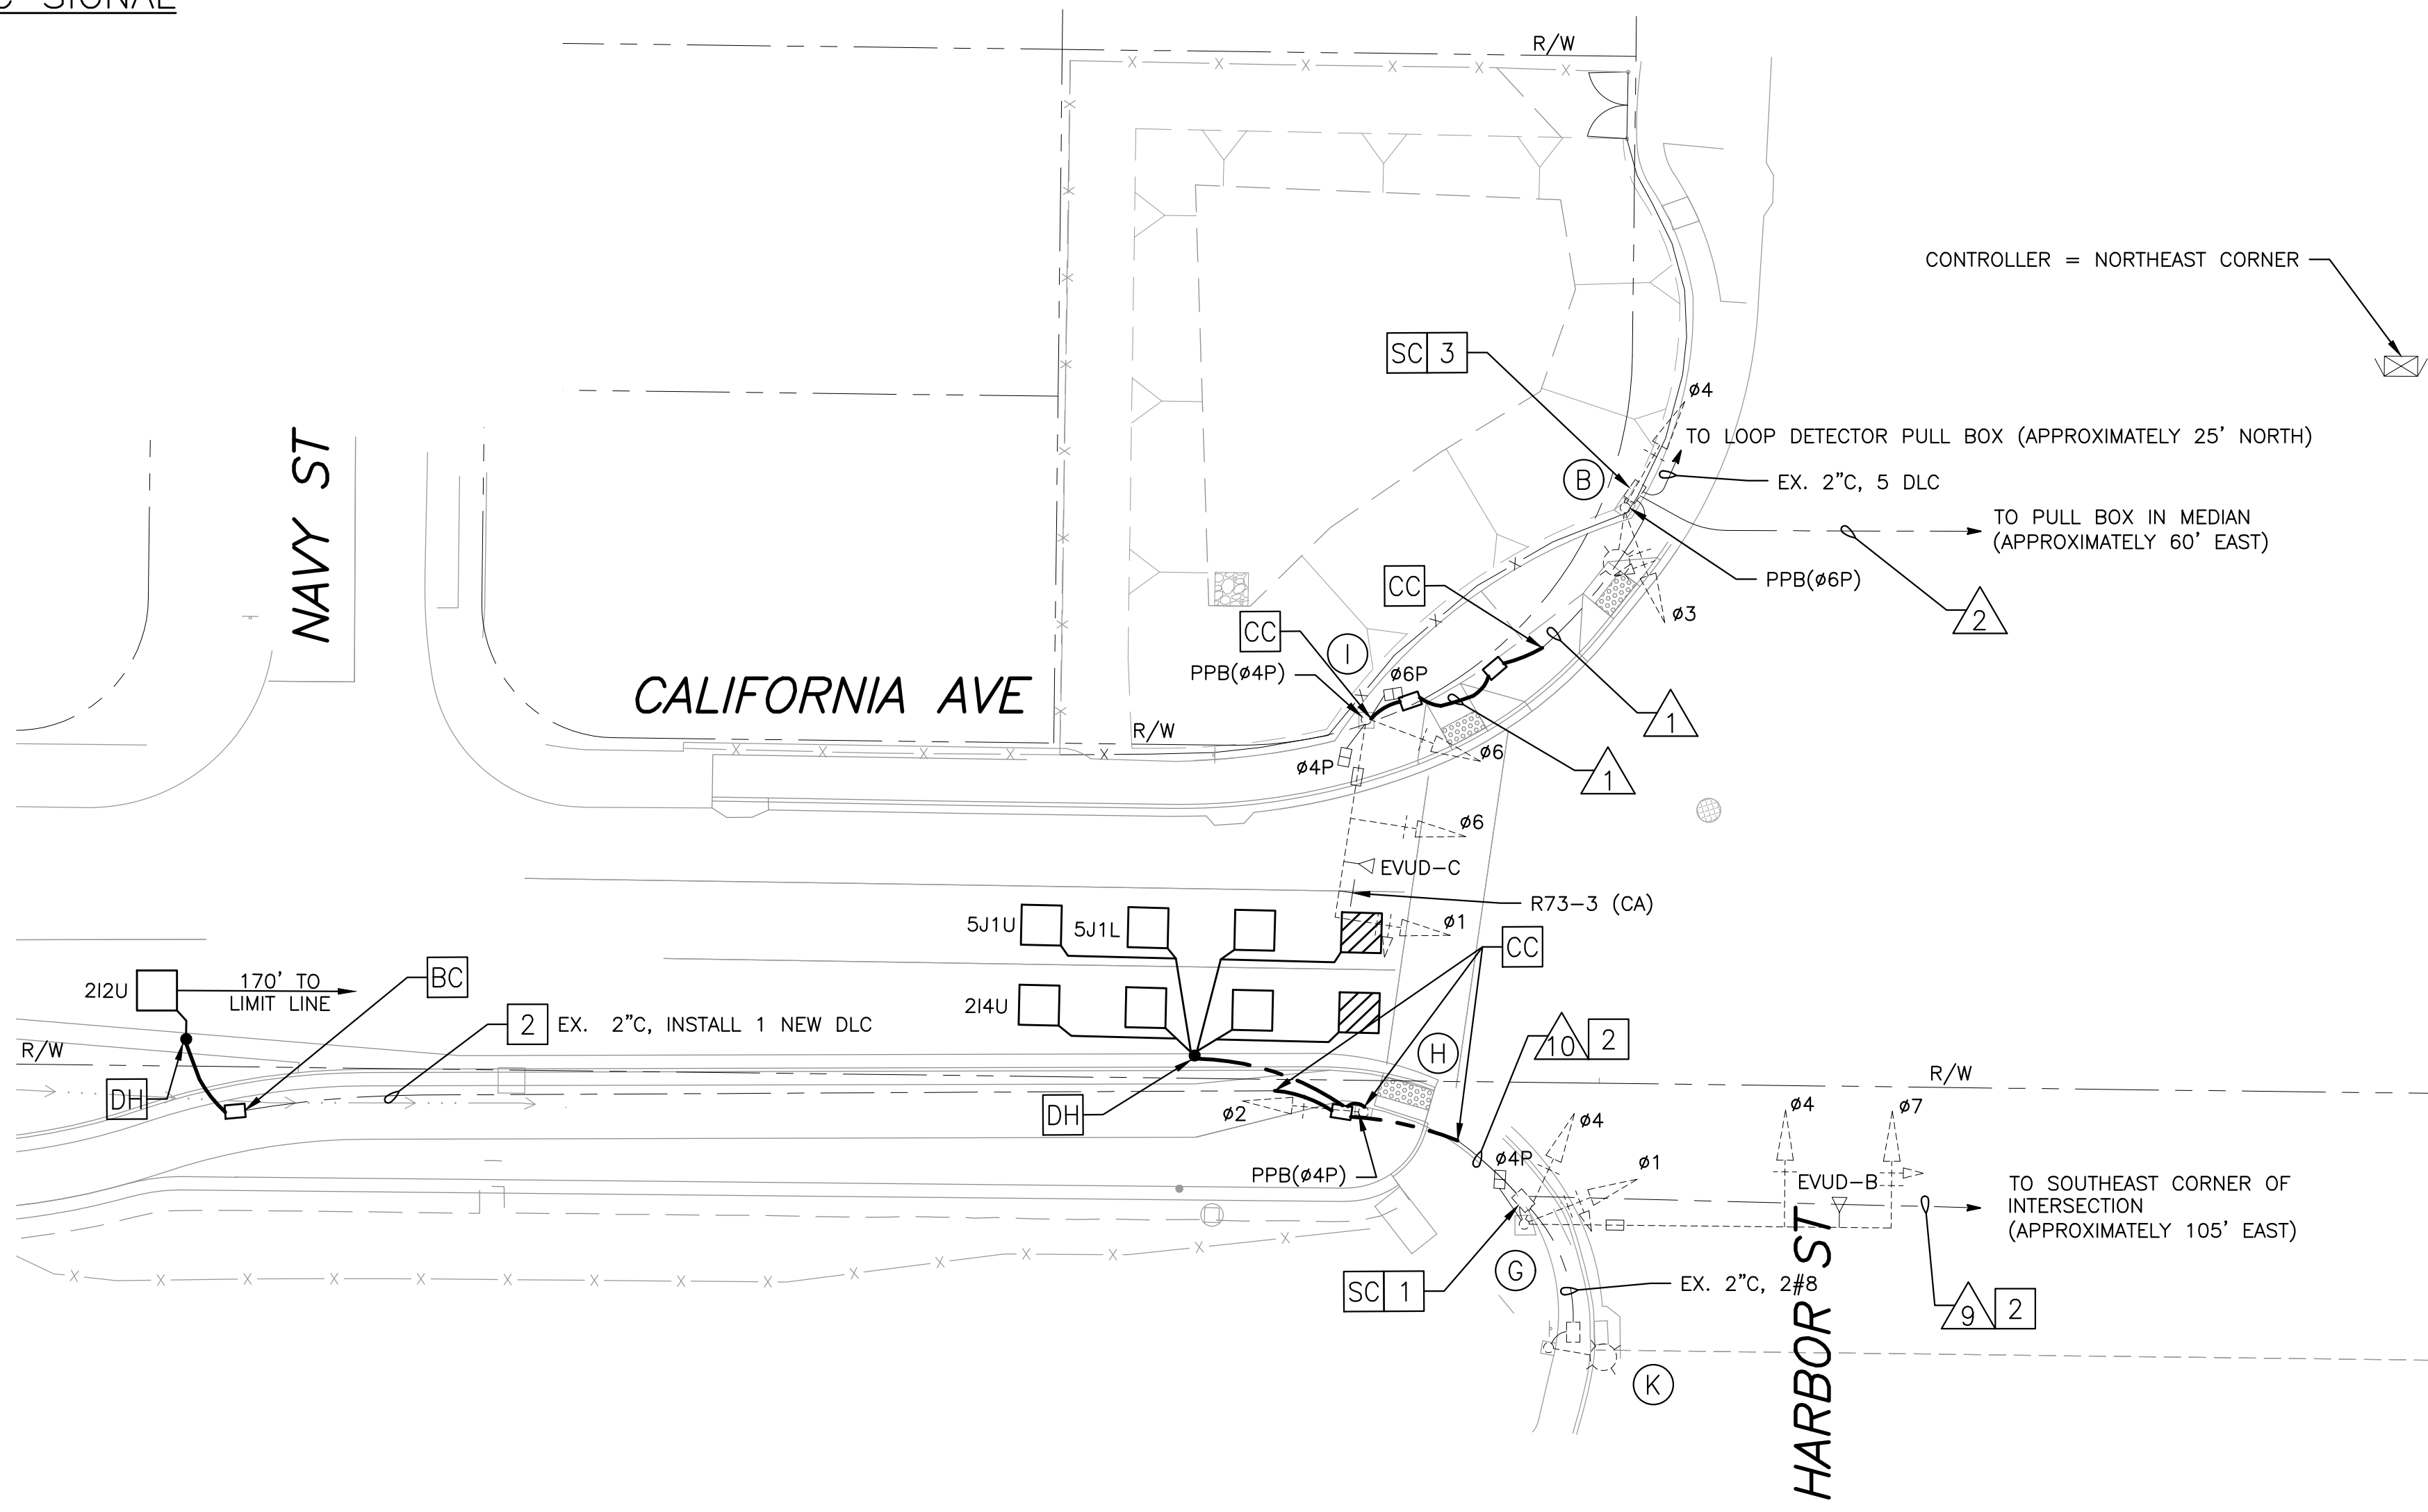 SIGNAL
R/W
CONTROLLER = NORTHEAST CORNER
SC 3
ø4
TO LOOP DETECTOR PULL BOX (APPROXIMATELY 25' NORTH)
B
EX. 2"C, 5 DLC
TO PULL BOX IN MEDIAN
(APPROXIMATELY 60' EAST)
NAVY ST
CC
PPB(ø6P)
2
ø3
CC
I
PPB(ø4P)
ø6P
CALIFORNIA AVE
1
R/W
ø6
ø4P
1
ø6
EVUD-C
R73-3 (CA)
5J1U
5J1L
ø1
CC
2I2U
170' TO
LIMIT LINE
BC
2I4U
2
EX. 2"C, INSTALL 1 NEW DLC
10 2
H
R/W
R/W
DH
DH
ø2
ø4
ø4
ø7
ø4P
ø1
PPB(ø4P)
EVUD-B
TO SOUTHEAST CORNER OF
INTERSECTION
(APPROXIMATELY 105' EAST)
G
SC 1
EX. 2"C, 2#8
9 2
HARBOR ST
K